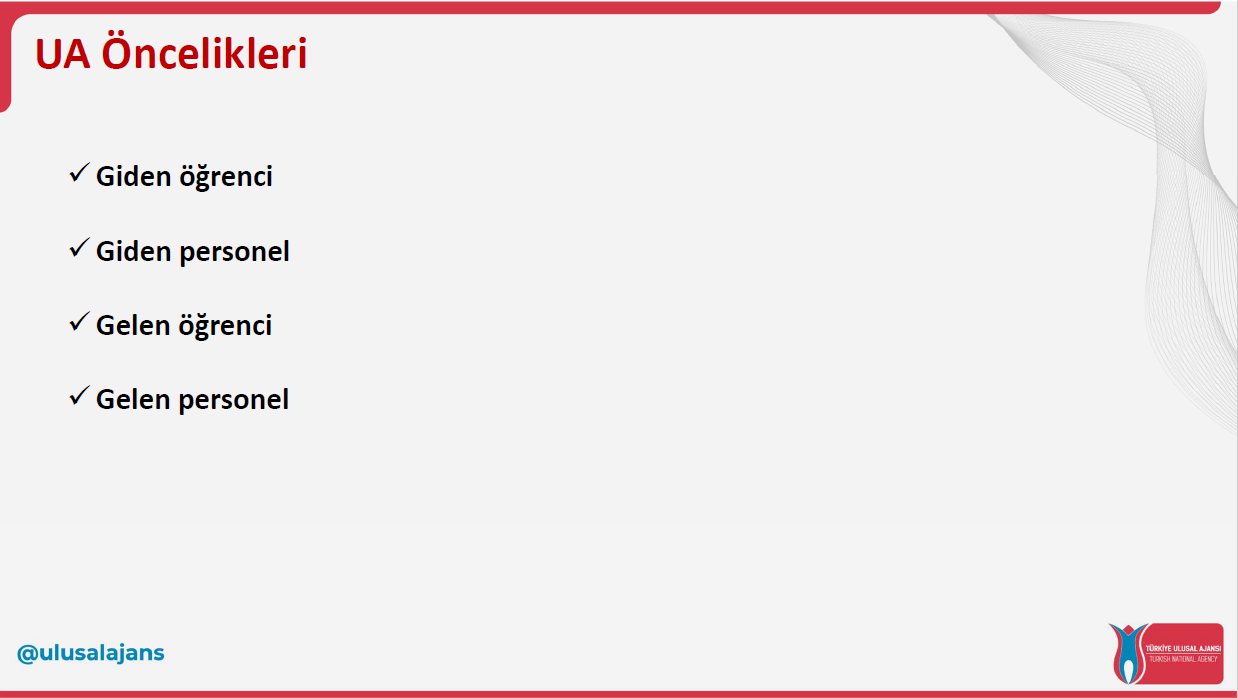 UA Öncelikleri
✓ Giden öğrenci
✓ Giden personel
✓ Gelen öğrenci
✓ Gelen personel
@ulusalajans
TÜRKİYE ULUSAL AJANSI
TURKISH NATIONAL AGENCY